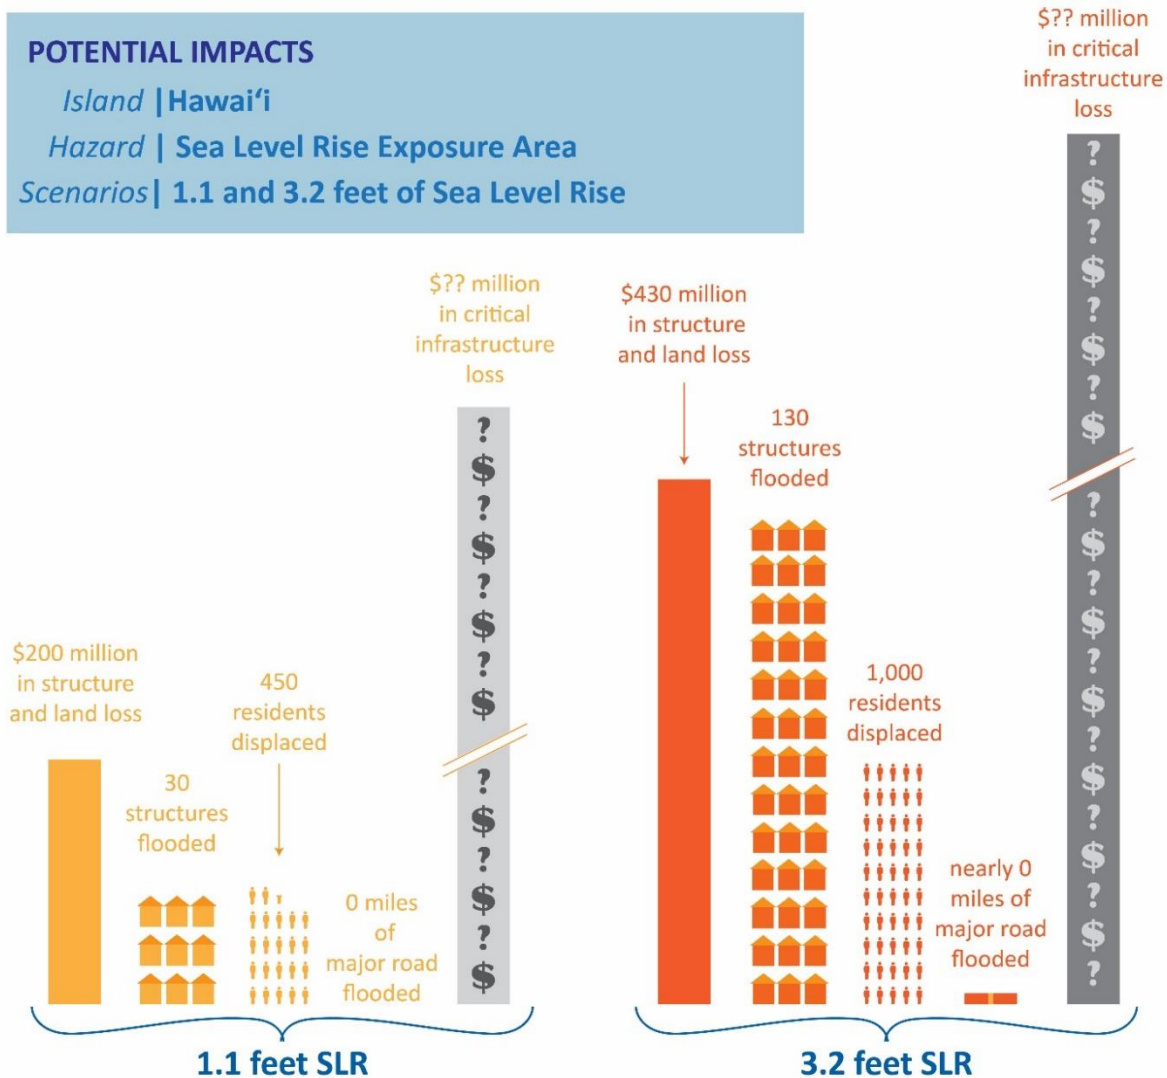 POTENTIAL IMPACTS
Island | Hawaiʻi
Hazard | Sea Level Rise Exposure Area
Scenarios | 1.1 and 3.2 feet of Sea Level Rise
$200 million
in structure
and land loss
30
structures
flooded
450
residents
displaced
0 miles
of
major road
flooded
$?? million
in critical
infrastructure
loss
?
$
?
$
?
$
?
$
?
$
?
$
?
$
1.1 feet SLR
$430 million
in structure
and land loss
130
structures
flooded
1,000
residents
displaced
nearly 0
miles of
major road
flooded
$?? million
in critical
infrastructure
loss
?
$
?
$
?
$
?
$
?
$
?
$
?
$
?
$
?
$
?
$
?
3.2 feet SLR